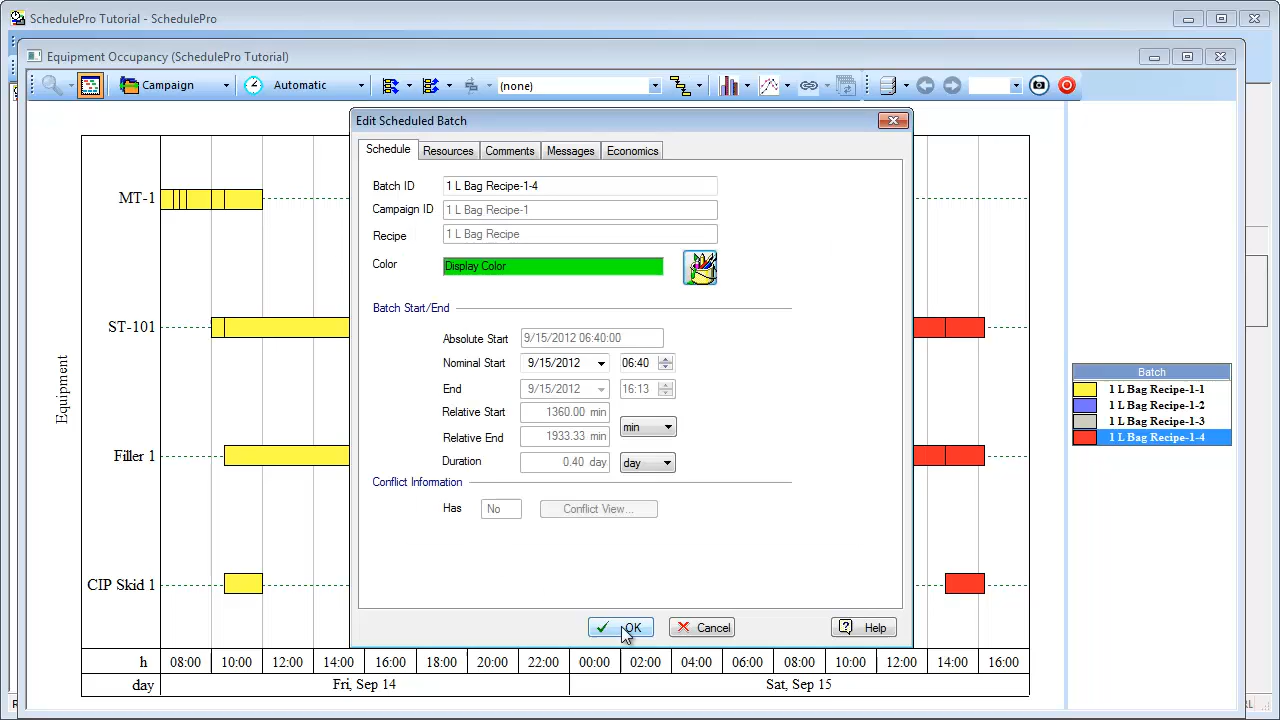 SchedulePro Tutorial - SchedulePro
Equipment Occupancy (SchedulePro Tutorial)
Campaign
Automatic
(none)
Edit Scheduled Batch
Schedule
Resources
Comments
Messages
Economics
Batch ID
1 L Bag Recipe-1-4
Campaign ID
1 L Bag Recipe-1
Recipe
1 L Bag Recipe
Color
Display Color
Batch Start/End
Absolute Start
9/15/2012 06:40:00
Nominal Start
9/15/2012
06:40
End
9/15/2012
16:13
Relative Start
1360.00 min
min
Relative End
1933.33 min
Duration
0.40 day
day
Conflict Information
Has
No
Conflict View...
OK
Cancel
Help
Equipment
MT-1
ST-101
Filler 1
CIP Skid 1
Batch
1 L Bag Recipe-1-1
1 L Bag Recipe-1-2
1 L Bag Recipe-1-3
1 L Bag Recipe-1-4
h 08:00 10:00 12:00 14:00 16:00 18:00 20:00 22:00 00:00 02:00 04:00 06:00 08:00 10:00 12:00 14:00 16:00
day Fri, Sep 14 Sat, Sep 15